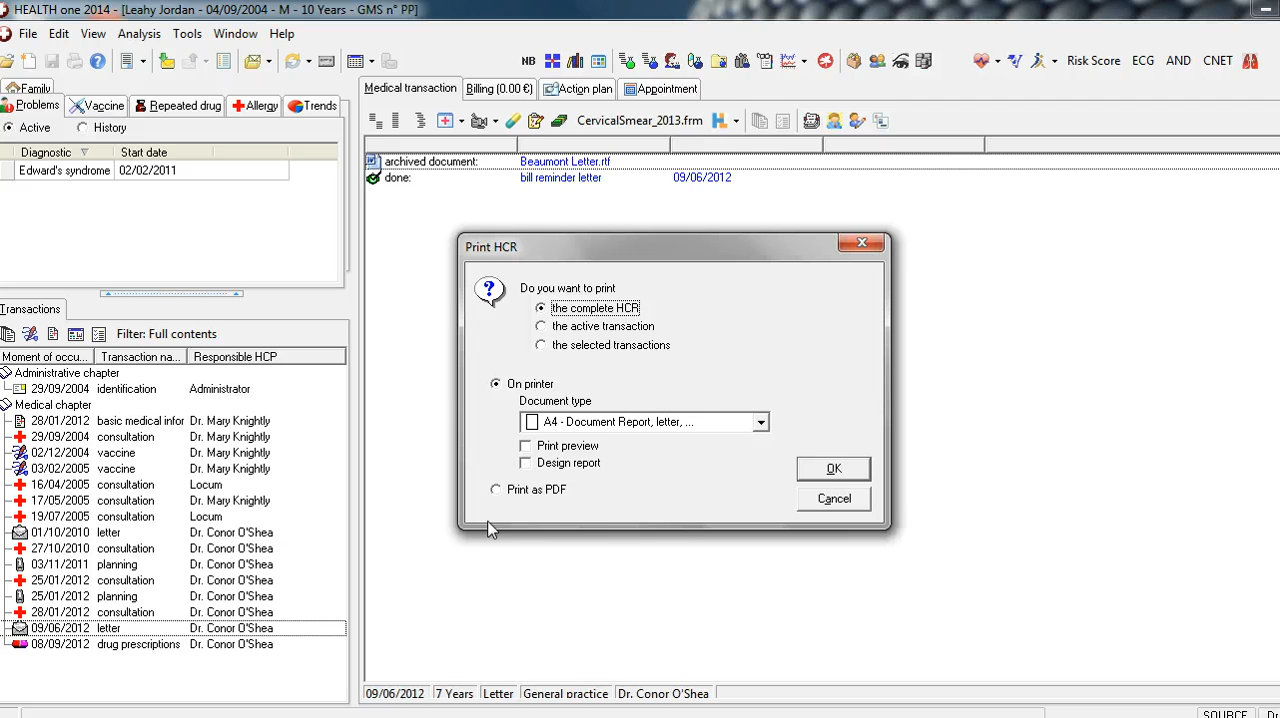 HEALTH one 2014 - [Leahy Jordan - 04/09/2004 - M - 10 Years - GMS n° PP]
File Edit View Analysis Tools Window Help
NB Risk Score ECG AND CNET
Family
Problems Vaccine Repeated drug Allergy Trends
Active History
Diagnostic Start date
Edward's syndrome 02/02/2011
Medical transaction Billing (0.00 €) Action plan Appointment
CervicalSmear_2013.frm
archived document: Beaumont Letter.rtf
done: bill reminder letter 09/06/2012
Transactions
Filter: Full contents
Moment of occu... Transaction na... Responsible HCP
Administrative chapter
29/09/2004 identification Administrator
Medical chapter
28/01/2012 basic medical infor Dr. Mary Knightly
29/09/2004 consultation Dr. Mary Knightly
02/12/2004 vaccine Dr. Mary Knightly
03/02/2005 vaccine Dr. Mary Knightly
16/04/2005 consultation Locum
17/05/2005 consultation Dr. Mary Knightly
19/07/2005 consultation Locum
01/10/2010 letter Dr. Conor O'Shea
27/10/2010 consultation Dr. Conor O'Shea
03/11/2011 planning Dr. Conor O'Shea
25/01/2012 consultation Dr. Conor O'Shea
25/01/2012 planning Dr. Conor O'Shea
28/01/2012 consultation Dr. Conor O'Shea
09/06/2012 letter Dr. Conor O'Shea
08/09/2012 drug prescriptions Dr. Conor O'Shea
Print HCR
Do you want to print
the complete HCR
the active transaction
the selected transactions
On printer
Document type
A4 - Document Report, letter, ...
Print preview
Design report
Print as PDF
OK
Cancel
09/06/2012 7 Years Letter General practice Dr. Conor O'Shea
SOURCE